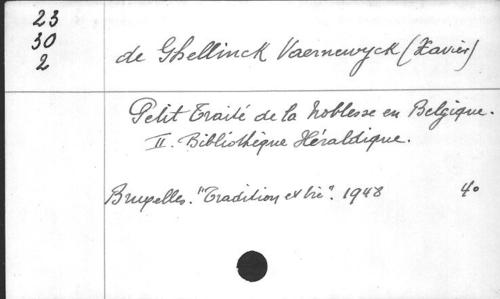 23
30
2
de Ghellinck Vaernewyck (Xavier)
Petit Traité de la Noblesse en Belgique.
II. Bibliothèque Héraldique.
Bruxelles. "Tradition et Vie". 1948 4°